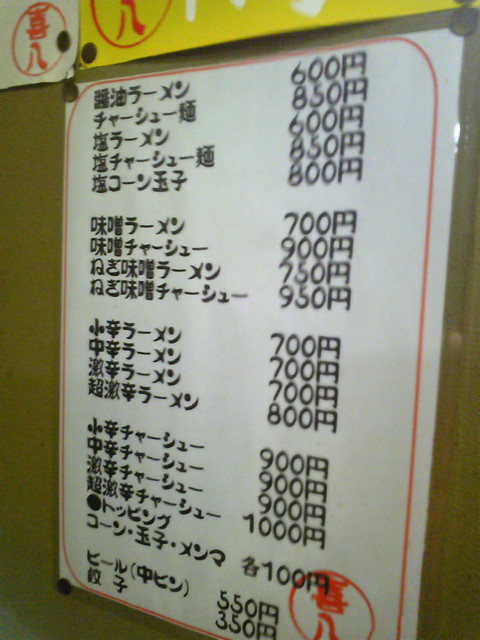 喜八
醤油ラーメン 600円
チャーシュー麺 850円
塩ラーメン 600円
塩チャーシュー麺 850円
塩コーン玉子 800円
味噌ラーメン 700円
味噌チャーシュー 900円
ねぎ味噌ラーメン 750円
ねぎ味噌チャーシュー 950円
小辛ラーメン 700円
中辛ラーメン 700円
激辛ラーメン 700円
超激辛ラーメン 800円
小辛チャーシュー 900円
中辛チャーシュー 900円
激辛チャーシュー 900円
超激辛チャーシュー 1000円
●トッピング
コーン・玉子・メンマ 各100円
ビール(中ビン) 550円
餃子 350円
喜八